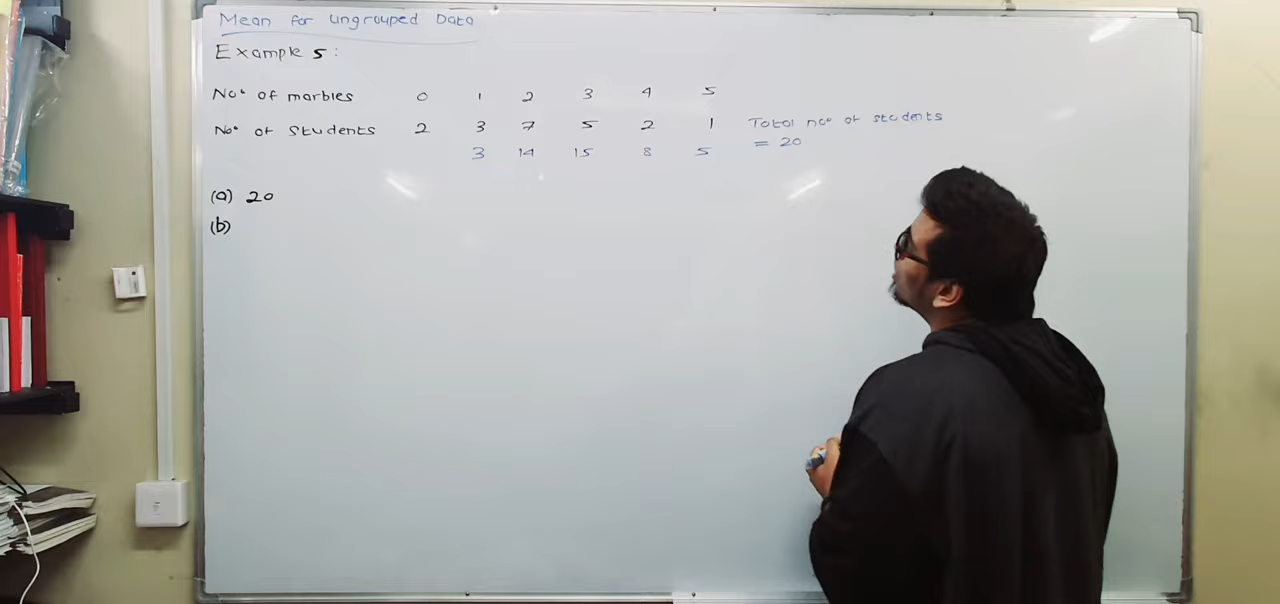 Mean for Ungrouped Data
Example 5:
No. of marbles 0 1 2 3 4 5
No. of Students 2 3 7 5 2 1 Total no. of students
3 14 15 8 5 = 20
(a) 20
(b)